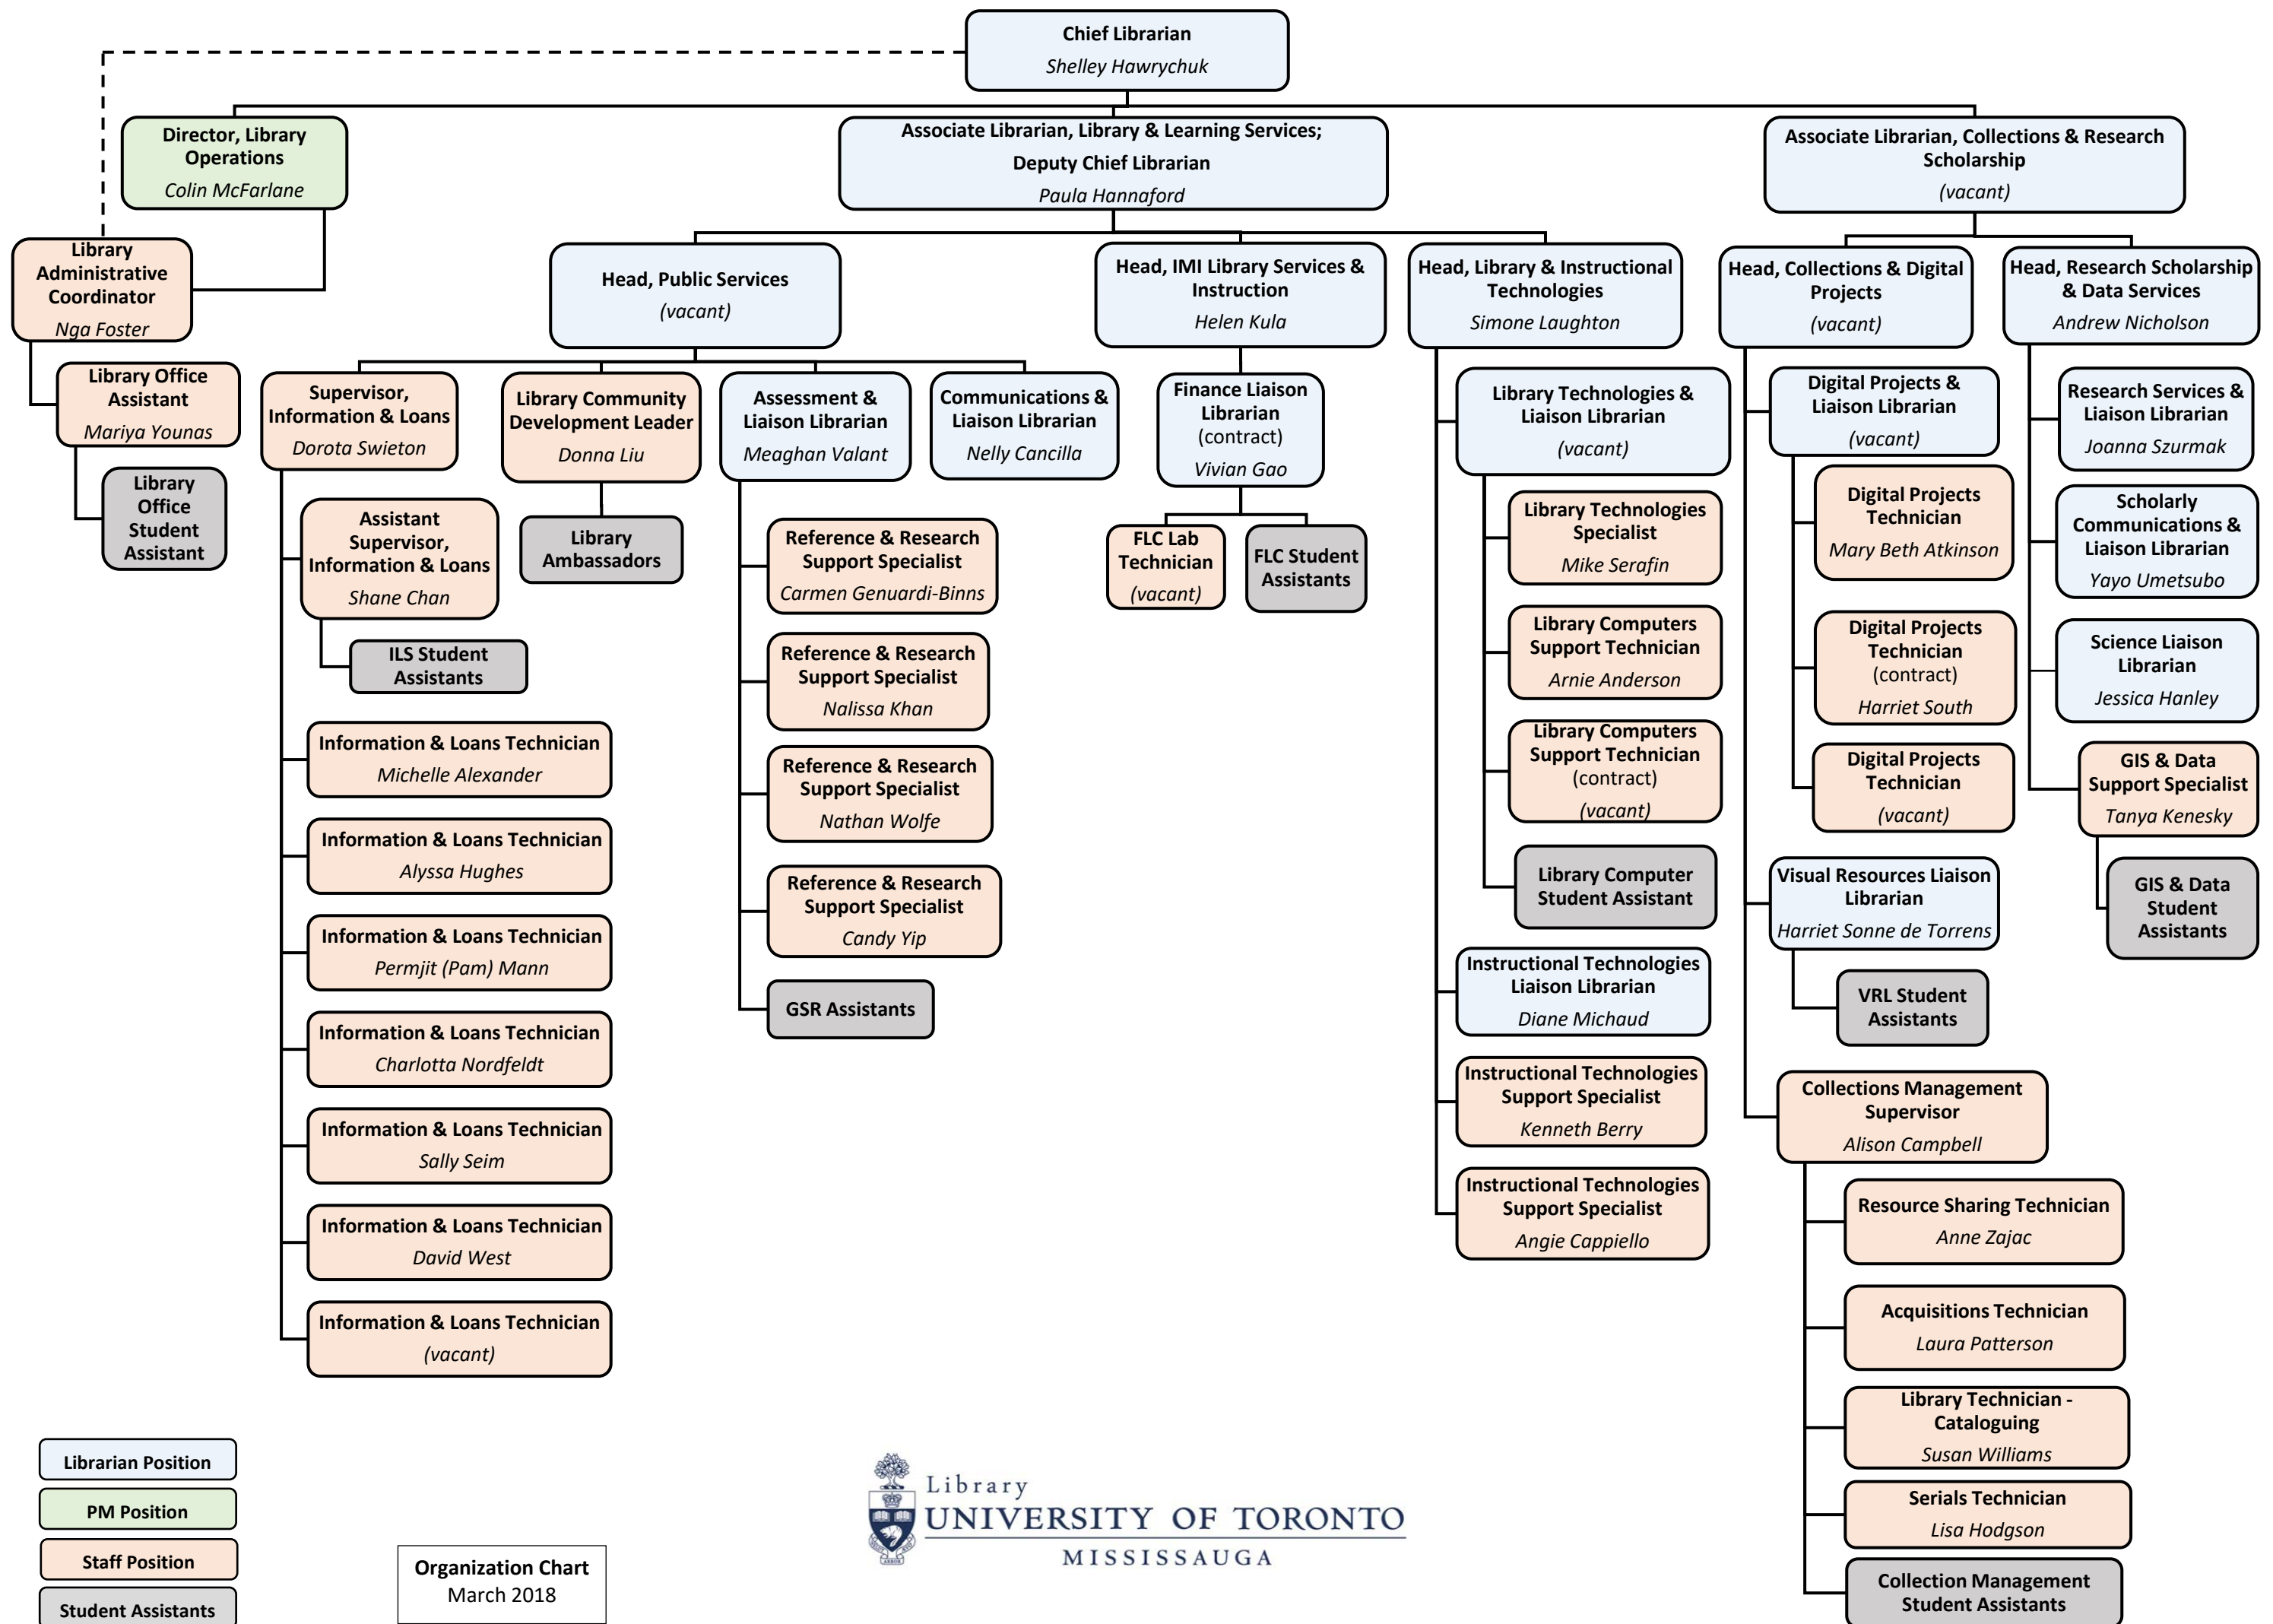 Chief Librarian
Shelley Hawrychuk
Director, Library
Operations
Colin McFarlane
Associate Librarian, Library & Learning Services;
Deputy Chief Librarian
Paula Hannaford
Associate Librarian, Collections & Research
Scholarship
(vacant)
Library
Administrative
Coordinator
Nga Foster
Library Office
Assistant
Mariya Younas
Library
Office
Student
Assistant
Head, Public Services
(vacant)
Supervisor,
Information & Loans
Dorota Swieton
Assistant
Supervisor,
Information & Loans
Shane Chan
ILS Student
Assistants
Information & Loans Technician
Michelle Alexander
Information & Loans Technician
Alyssa Hughes
Information & Loans Technician
Permjit (Pam) Mann
Information & Loans Technician
Charlotta Nordfeldt
Information & Loans Technician
Sally Seim
Information & Loans Technician
David West
Information & Loans Technician
(vacant)
Library Community
Development Leader
Donna Liu
Library
Ambassadors
Assessment &
Liaison Librarian
Meaghan Valant
Reference & Research
Support Specialist
Carmen Genuardi-Binns
Reference & Research
Support Specialist
Nalissa Khan
Reference & Research
Support Specialist
Nathan Wolfe
Reference & Research
Support Specialist
Candy Yip
GSR Assistants
Communications &
Liaison Librarian
Nelly Cancilla
Head, IMI Library Services &
Instruction
Helen Kula
Finance Liaison
Librarian
(contract)
Vivian Gao
FLC Lab
Technician
(vacant)
FLC Student
Assistants
Head, Library & Instructional
Technologies
Simone Laughton
Library Technologies &
Liaison Librarian
(vacant)
Library Technologies
Specialist
Mike Serafin
Library Computers
Support Technician
Arnie Anderson
Library Computers
Support Technician
(contract)
(vacant)
Library Computer
Student Assistant
Instructional Technologies
Liaison Librarian
Diane Michaud
Instructional Technologies
Support Specialist
Kenneth Berry
Instructional Technologies
Support Specialist
Angie Cappiello
Head, Collections & Digital
Projects
(vacant)
Digital Projects &
Liaison Librarian
(vacant)
Digital Projects
Technician
Mary Beth Atkinson
Digital Projects
Technician
(contract)
Harriet South
Digital Projects
Technician
(vacant)
Visual Resources Liaison
Librarian
Harriet Sonne de Torrens
VRL Student
Assistants
Collections Management
Supervisor
Alison Campbell
Resource Sharing Technician
Anne Zajac
Acquisitions Technician
Laura Patterson
Library Technician -
Cataloguing
Susan Williams
Serials Technician
Lisa Hodgson
Collection Management
Student Assistants
Head, Research Scholarship
& Data Services
Andrew Nicholson
Research Services &
Liaison Librarian
Joanna Szurmak
Scholarly
Communications &
Liaison Librarian
Yayo Umetsubo
Science Liaison
Librarian
Jessica Hanley
GIS & Data
Support Specialist
Tanya Kenesky
GIS & Data
Student
Assistants
Librarian Position
PM Position
Staff Position
Student Assistants
Organization Chart
March 2018
Library
UNIVERSITY OF TORONTO
MISSISSAUGA